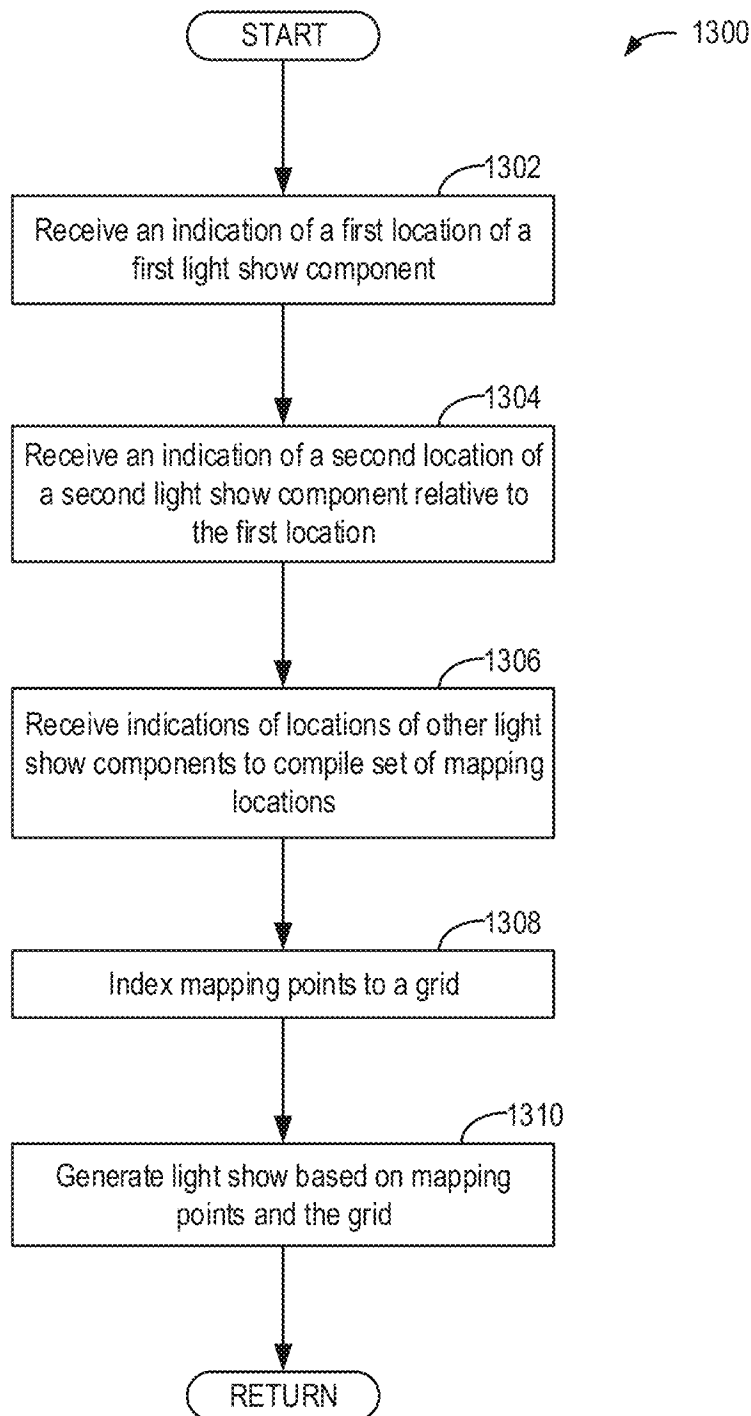 START
1300
1302
Receive an indication of a first location of a
first light show component
1304
Receive an indication of a second location of
a second light show component relative to
the first location
1306
Receive indications of locations of other light
show components to compile set of mapping
locations
1308
Index mapping points to a grid
1310
Generate light show based on mapping
points and the grid
RETURN